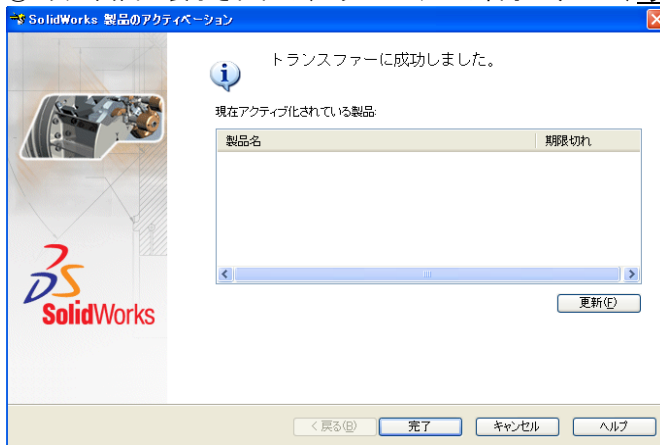 SolidWorks 製品のアクティベーション
トランスファーに成功しました。
現在アクティブ化されている製品:
製品名 期限切れ
更新(F)
SolidWorks
< 戻る(B) 完了 キャンセル ヘルプ